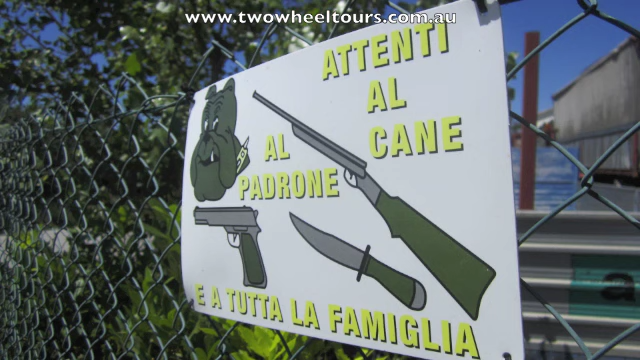 www.twowheeltours.com.au
ATTENTI
AL
CANE
AL
PADRONE
E A TUTTA LA FAMIGLIA